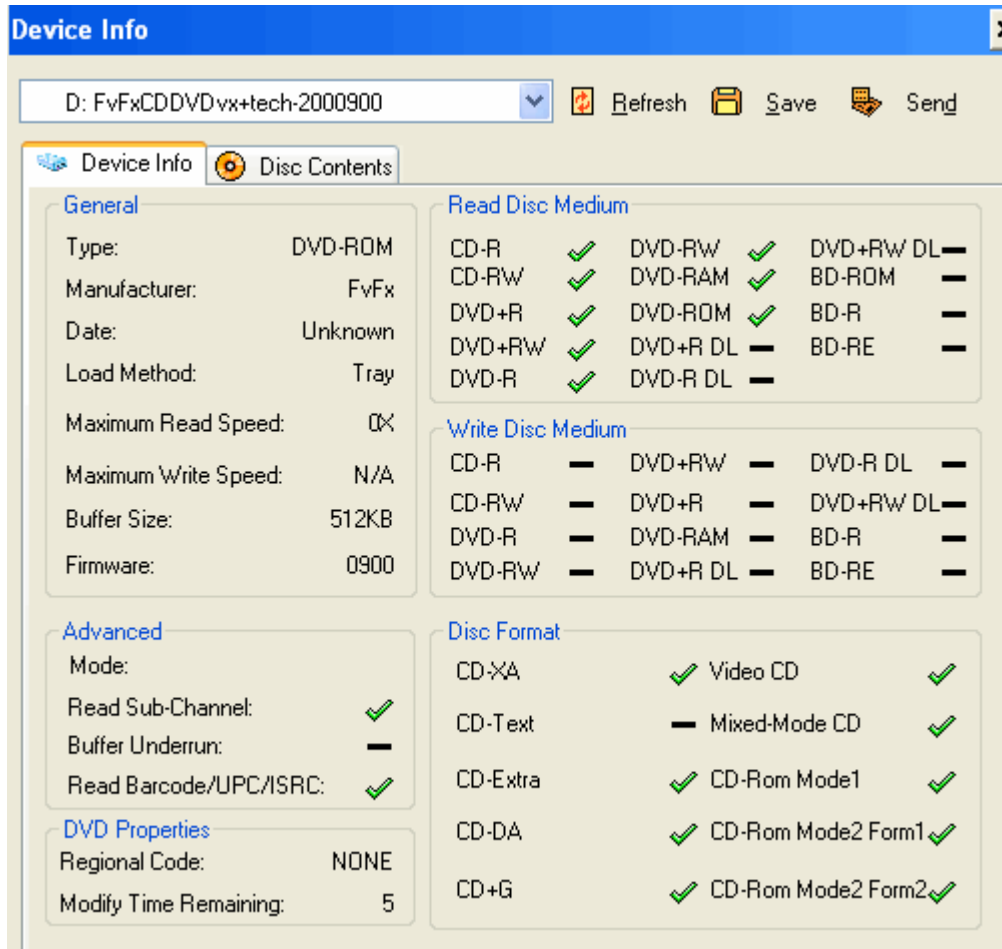 Device Info
D: FvFxCDDVDvx+tech-2000900
Refresh
Save
Send
Device Info
Disc Contents
General
Type: DVD-ROM
Manufacturer: FvFx
Date: Unknown
Load Method: Tray
Maximum Read Speed: 0X
Maximum Write Speed: N/A
Buffer Size: 512KB
Firmware: 0900
Read Disc Medium
CD-R DVD-RW DVD+RW DL
CD-RW DVD-RAM BD-ROM
DVD+R DVD-ROM BD-R
DVD+RW DVD+R DL BD-RE
DVD-R DVD-R DL
Write Disc Medium
CD-R DVD+RW DVD-R DL
CD-RW DVD+R DVD+RW DL
DVD-R DVD-RAM BD-R
DVD-RW DVD+R DL BD-RE
Advanced
Mode:
Read Sub-Channel:
Buffer Underrun:
Read Barcode/UPC/ISRC:
DVD Properties
Regional Code: NONE
Modify Time Remaining: 5
Disc Format
CD-XA Video CD
CD-Text Mixed-Mode CD
CD-Extra CD-Rom Mode1
CD-DA CD-Rom Mode2 Form1
CD+G CD-Rom Mode2 Form2